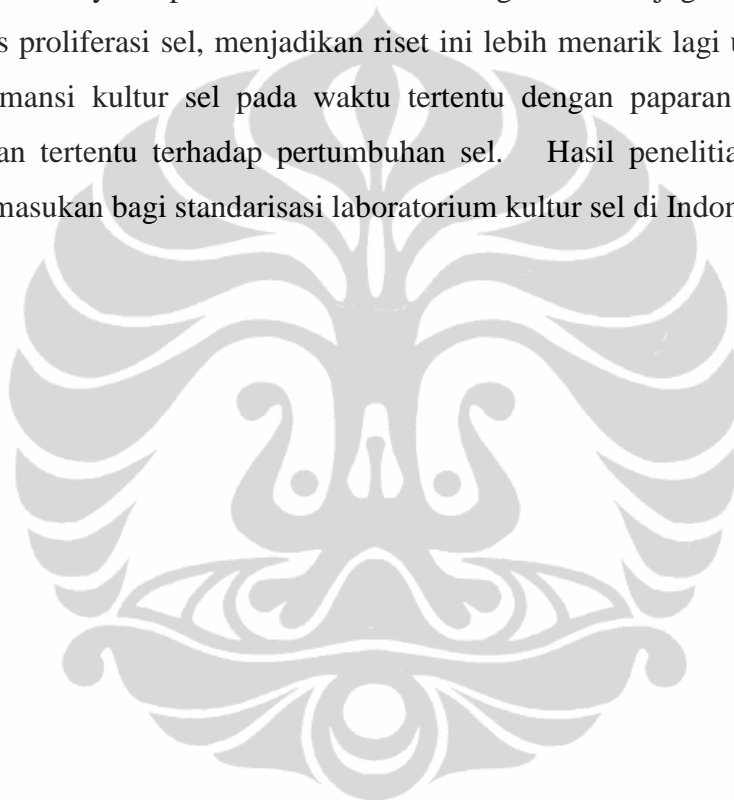 s proliferasi sel, menjadikan riset ini lebih menarik lagi u
mansi kultur sel pada waktu tertentu dengan paparan
an tertentu terhadap pertumbuhan sel. Hasil penelitia
masukan bagi standarisasi laboratorium kultur sel di Indon